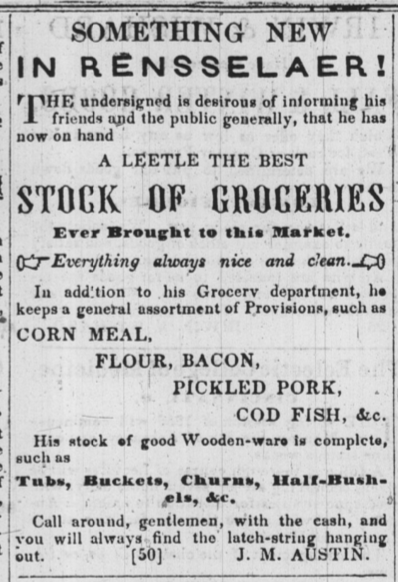 SOMETHING NEW
IN RENSSELAER!
THE undersigned is desirous of informing his
friends and the public generally, that he has
now on hand
A LEETLE THE BEST
STOCK OF GROCERIES
Ever Brought to this Market.
Everything always nice and clean.
In addition to his Grocery department, he
keeps a general assortment of Provisions, such as
CORN MEAL,
FLOUR, BACON,
PICKLED PORK,
COD FISH, &c.
His stock of good Wooden-ware is complete,
such as
Tubs, Buckets, Churns, Half-Bush-
els, &c.
Call around, gentlemen, with the cash, and
you will always find the latch-string hanging
out. [50] J. M. AUSTIN.